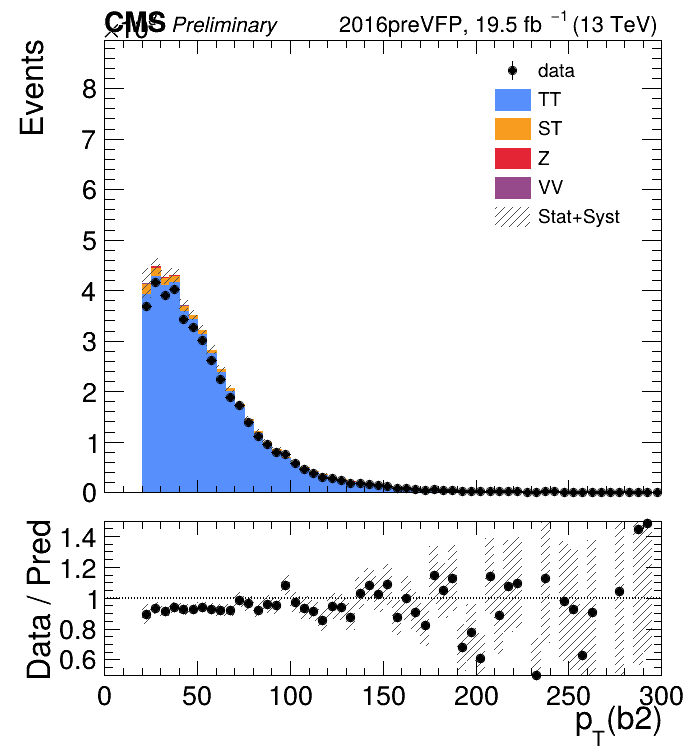 CMS Preliminary 2016preVFP, 19.5 fb⁻¹ (13 TeV)
Events
8
7
6
5
4
3
2
1
0
data
TT
ST
Z
VV
Stat+Syst
Data / Pred
1.4
1.2
1
0.8
0.6
0 50 100 150 200 250 300
p_T(b2)